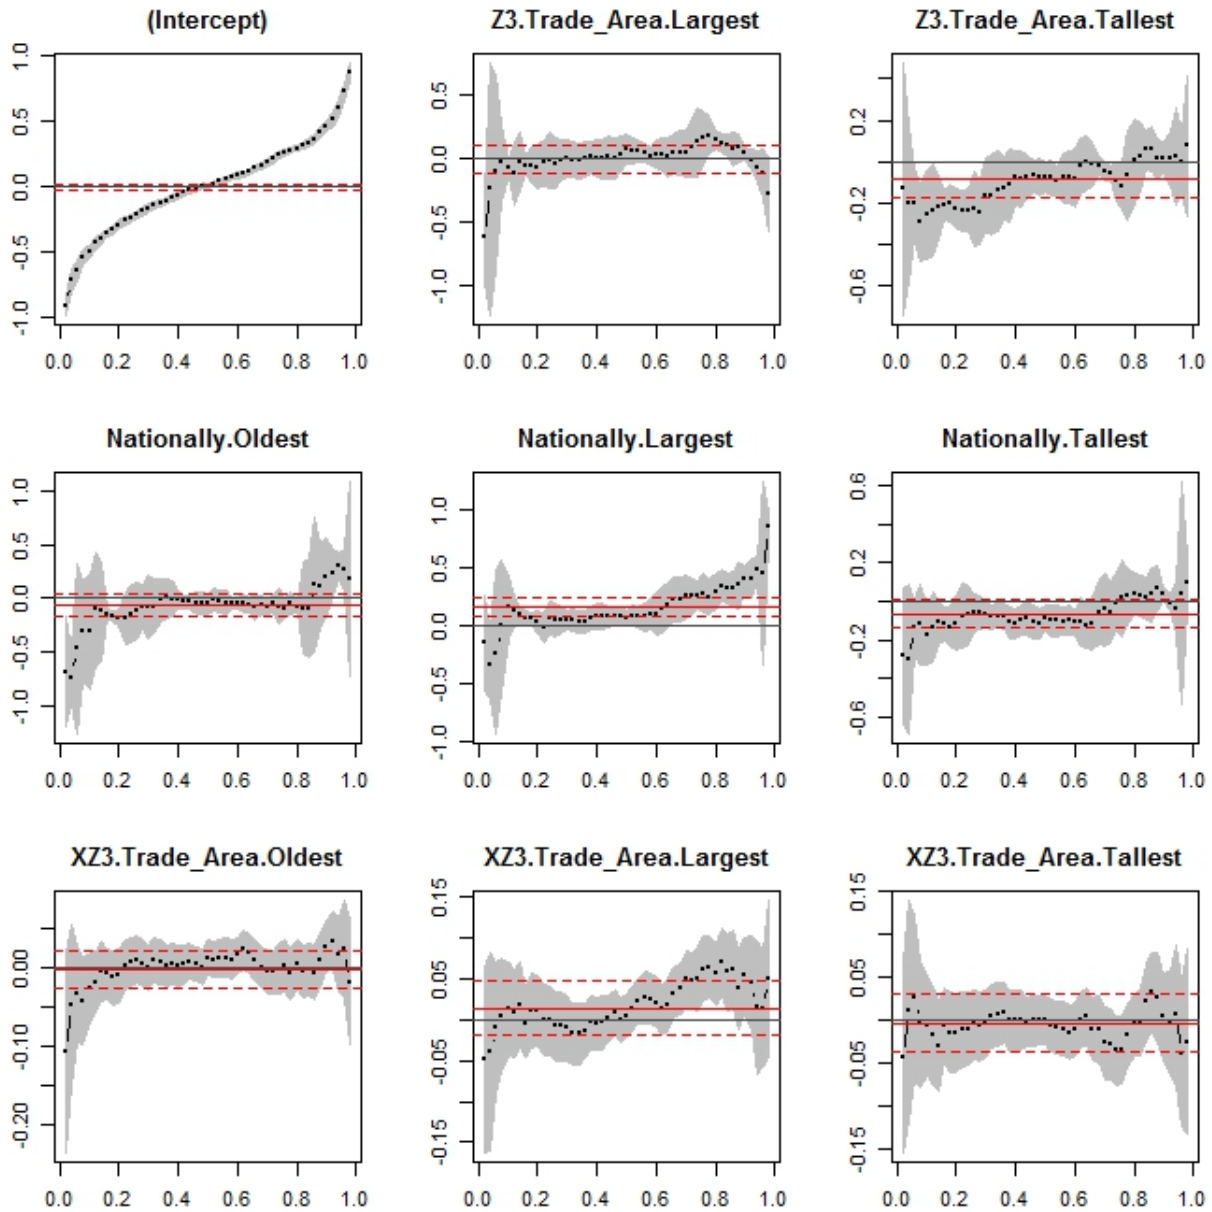 (Intercept)
Z3.Trade_Area.Largest
Z3.Trade_Area.Tallest
1.0
0.5
0.0
-0.5
-1.0
0.0 0.2 0.4 0.6 0.8 1.0
0.5
0.0
-0.5
-1.0
0.0 0.2 0.4 0.6 0.8 1.0
0.2
-0.2
-0.6
0.0 0.2 0.4 0.6 0.8 1.0
Nationally.Oldest
Nationally.Largest
Nationally.Tallest
1.0
0.5
0.0
-0.5
-1.0
0.0 0.2 0.4 0.6 0.8 1.0
1.0
0.5
0.0
-0.5
-1.0
0.0 0.2 0.4 0.6 0.8 1.0
0.6
0.2
-0.2
-0.6
0.0 0.2 0.4 0.6 0.8 1.0
XZ3.Trade_Area.Oldest
XZ3.Trade_Area.Largest
XZ3.Trade_Area.Tallest
0.00
-0.10
-0.20
0.0 0.2 0.4 0.6 0.8 1.0
0.15
0.05
-0.05
-0.15
0.0 0.2 0.4 0.6 0.8 1.0
0.15
0.05
-0.05
-0.15
0.0 0.2 0.4 0.6 0.8 1.0